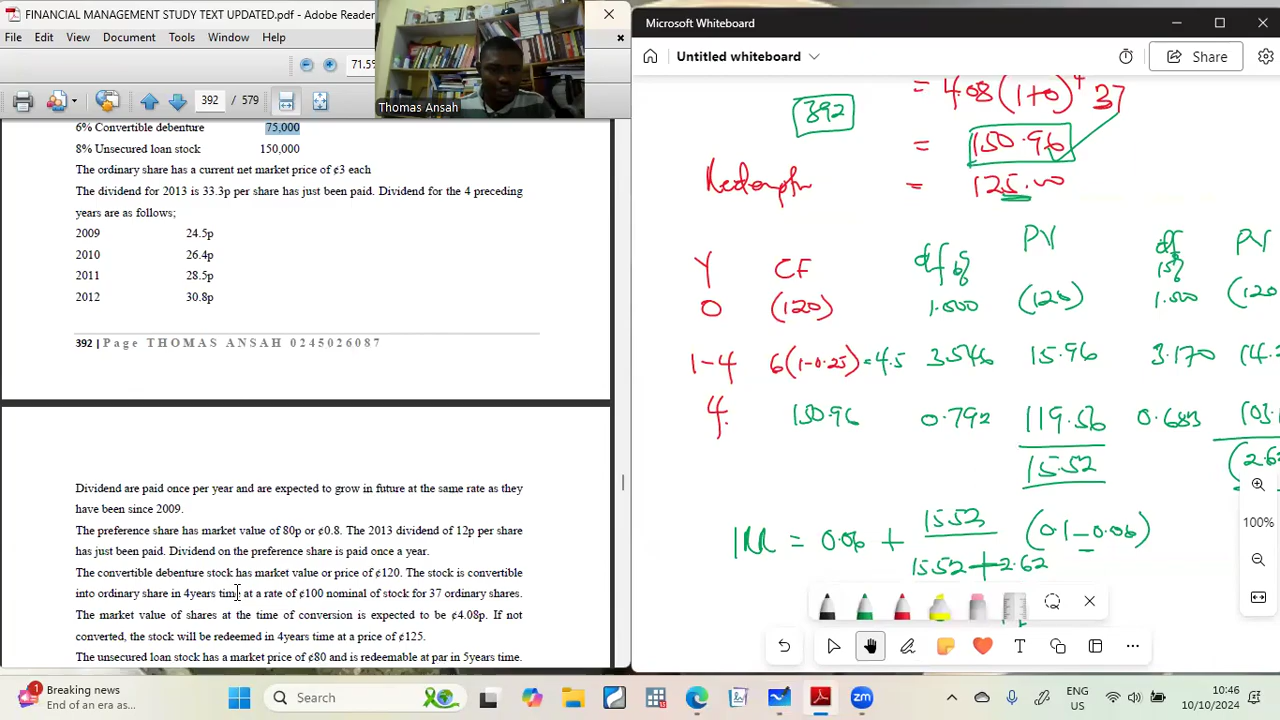 FINANCIAL MANAGEMENT STUDY TEXT UPDATED.pdf - Adobe Reader
File Edit View Document Tools Window Help
392 / 579 71.5%
Thomas Ansah
6% Convertible debenture 75,000
8% Unsecured loan stock 150,000
The ordinary share has a current net market price of ¢3 each
The dividend for 2013 is 33.3p per share has just been paid. Dividend for the 4 preceding
years are as follows;
2009 24.5p
2010 26.4p
2011 28.5p
2012 30.8p
392 | Page THOMAS ANSAH 0245026087
Dividend are paid once per year and are expected to grow in future at the same rate as they
have been since 2009.
The preference share has market value of 80p or ¢0.8. The 2013 dividend of 12p per share
has just been paid. Dividend on the preference share is paid once a year.
The convertible debenture stock has market value or price of ¢120. The stock is convertible
into ordinary share in 4years time at a rate of ¢100 nominal of stock for 37 ordinary shares.
The market value of shares at the time of conversion is expected to be ¢4.08p. If not
converted, the stock will be redeemed in 4years time at a price of ¢125.
The unsecured loan stock has a market price of ¢80 and is redeemable at par in 5years time.
Microsoft Whiteboard
Untitled whiteboard
Share
392
= 4.08(1+0)^4 37
= 150.96
= 125.00
Y CF df PV df PV
0 (120) 1.000 (120) 1.000 (120
1-4 6(1-0.25)=4.5 3.546 15.96 3.170 14.2
4 150.96 0.792 119.56 0.683 103.1
15.52 (2.62
IRR = 0.06 + 15.52 (0.1-0.06)
15.52+2.62
100%
Breaking news
End of an era as...
Search
ENG
US
10:46
10/10/2024